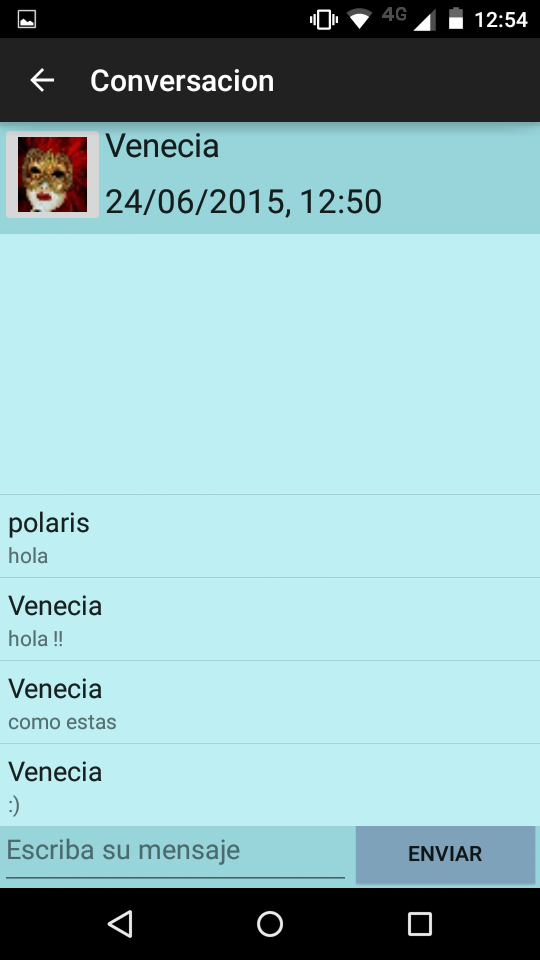 4G 12:54
Conversacion
Venecia
24/06/2015, 12:50
polaris
hola
Venecia
hola !!
Venecia
como estas
Venecia
:)
Escriba su mensaje
ENVIAR